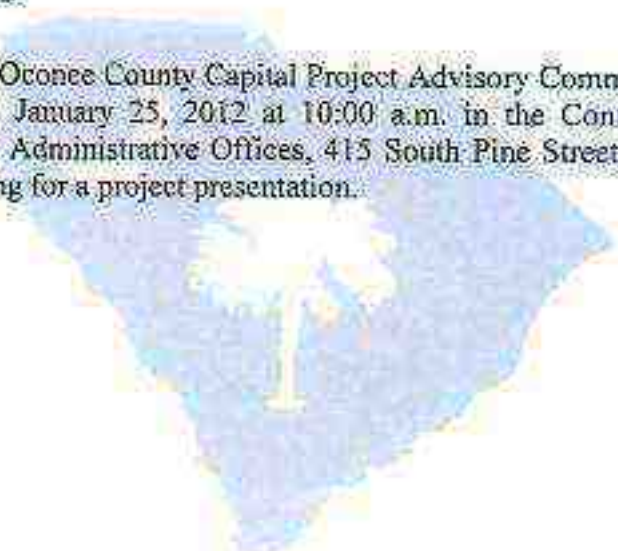 Oconee County Capital Project Advisory Comm
January 25, 2012 at 10:00 a.m. in the Con
Administrative Offices, 415 South Pine Street
ng for a project presentation.